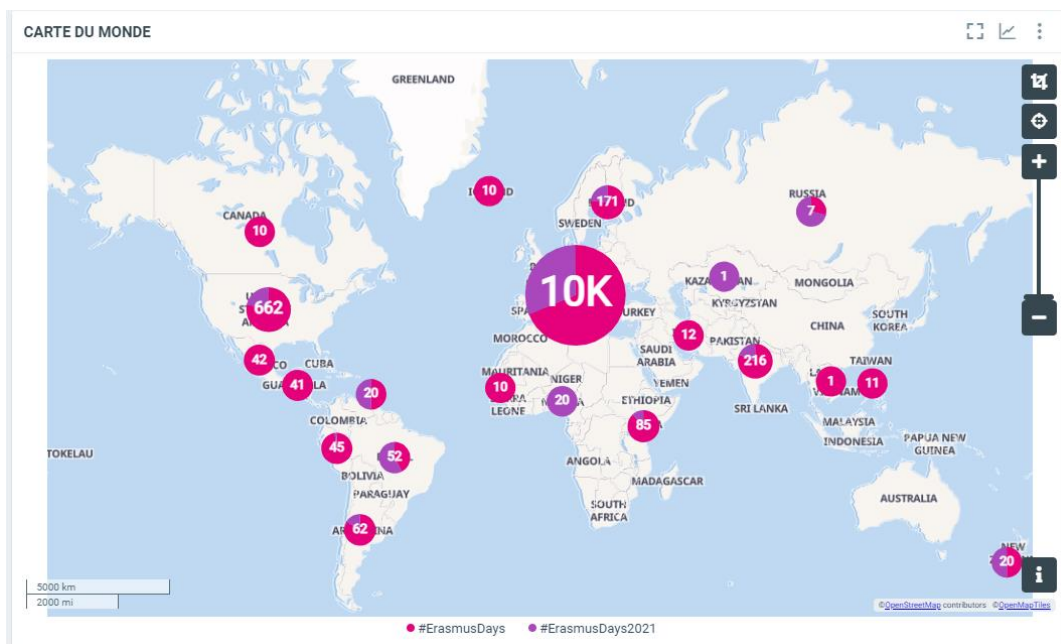 CARTE DU MONDE
GREENLAND
10
171
SWEDEN
RUSSIA
7
CANADA
10
10K
1
MONGOLIA
KYRGYZSTAN
662
SOUTH
KOREA
CHINA
MOROCCO
12
PAKISTAN
SAUDI
ARABIA
216
TAIWAN
42
CUBA
41
MAURITANIA
NIGER
YEMEN
1
11
20
10
LEONE
20
ETHIOPIA
SRI LANKA
COLOMBIA
85
MALAYSIA
INDONESIA
PAPUA NEW
GUINEA
45
52
TOKELAU
ANGOLA
BOLIVIA
MADAGASCAR
PARAGUAY
AUSTRALIA
SOUTH
AFRICA
62
NEW
20
5000 km
2000 mi
©OpenStreetMap contributors ©OpenMapTiles
#ErasmusDays #ErasmusDays2021